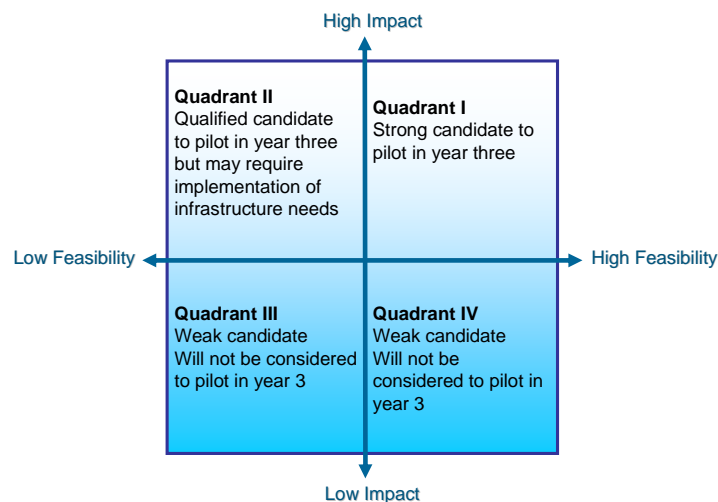 High Impact
Quadrant II
Qualified candidate
to pilot in year three
but may require
implementation of
infrastructure needs
Quadrant I
Strong candidate to
pilot in year three
Low Feasibility
High Feasibility
Quadrant III
Weak candidate
Will not be considered
to pilot in year 3
Quadrant IV
Weak candidate
Will not be
considered to pilot in
year 3
Low Impact